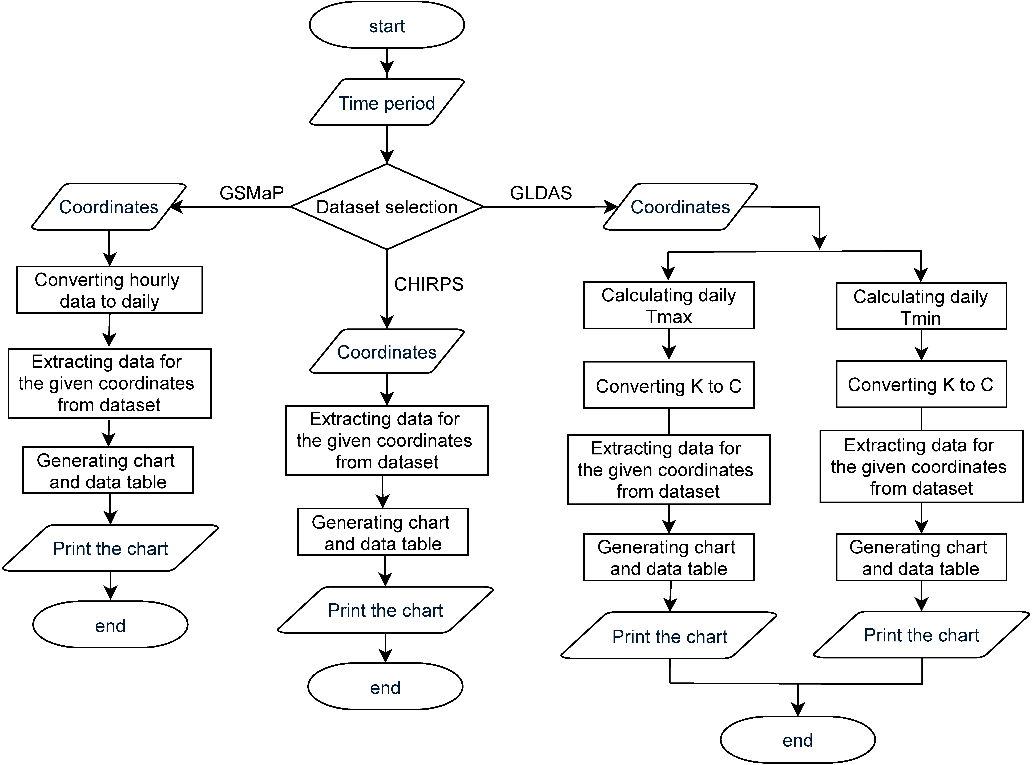 start
Time period
Dataset selection
GSMaP
Coordinates
Converting hourly
data to daily
Extracting data for
the given coordinates
from dataset
Generating chart
and data table
Print the chart
end
CHIRPS
Coordinates
Extracting data for
the given coordinates
from dataset
Generating chart
and data table
Print the chart
end
GLDAS
Coordinates
Calculating daily
Tmax
Converting K to C
Extracting data for
the given coordinates
from dataset
Generating chart
and data table
Print the chart
Calculating daily
Tmin
Converting K to C
Extracting data for
the given coordinates
from dataset
Generating chart
and data table
Print the chart
end